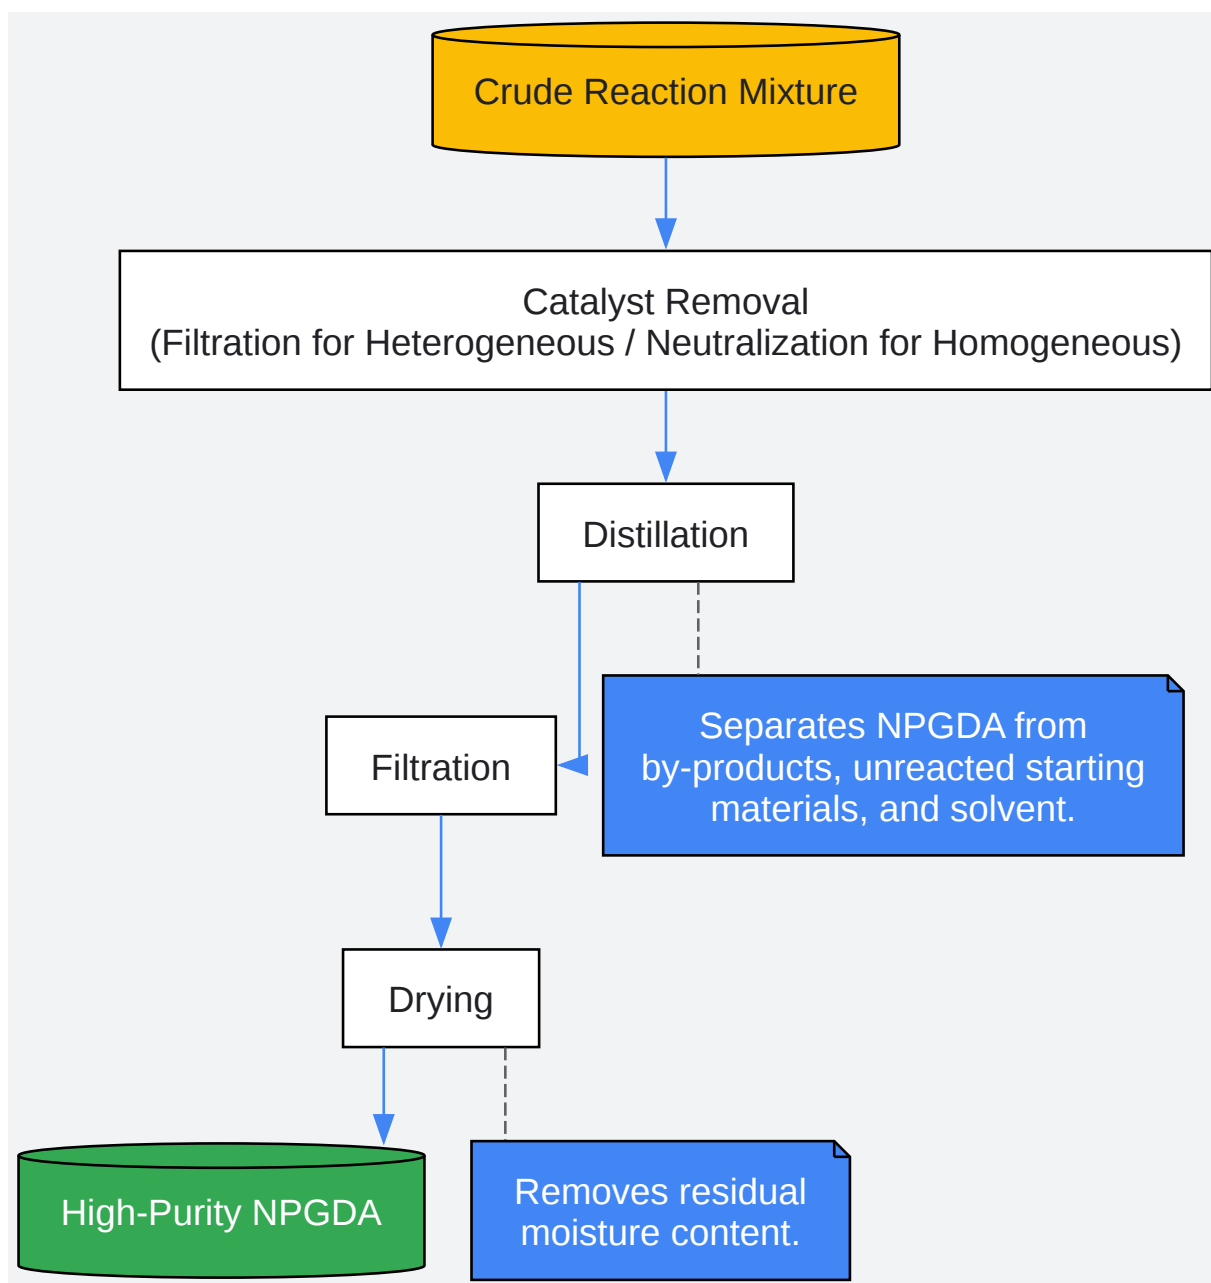 Crude Reaction Mixture
Catalyst Removal
(Filtration for Heterogeneous / Neutralization for Homogeneous)
Distillation
Separates NPGDA from
by-products, unreacted starting
materials, and solvent.
Filtration
Drying
High-Purity NPGDA
Removes residual
moisture content.